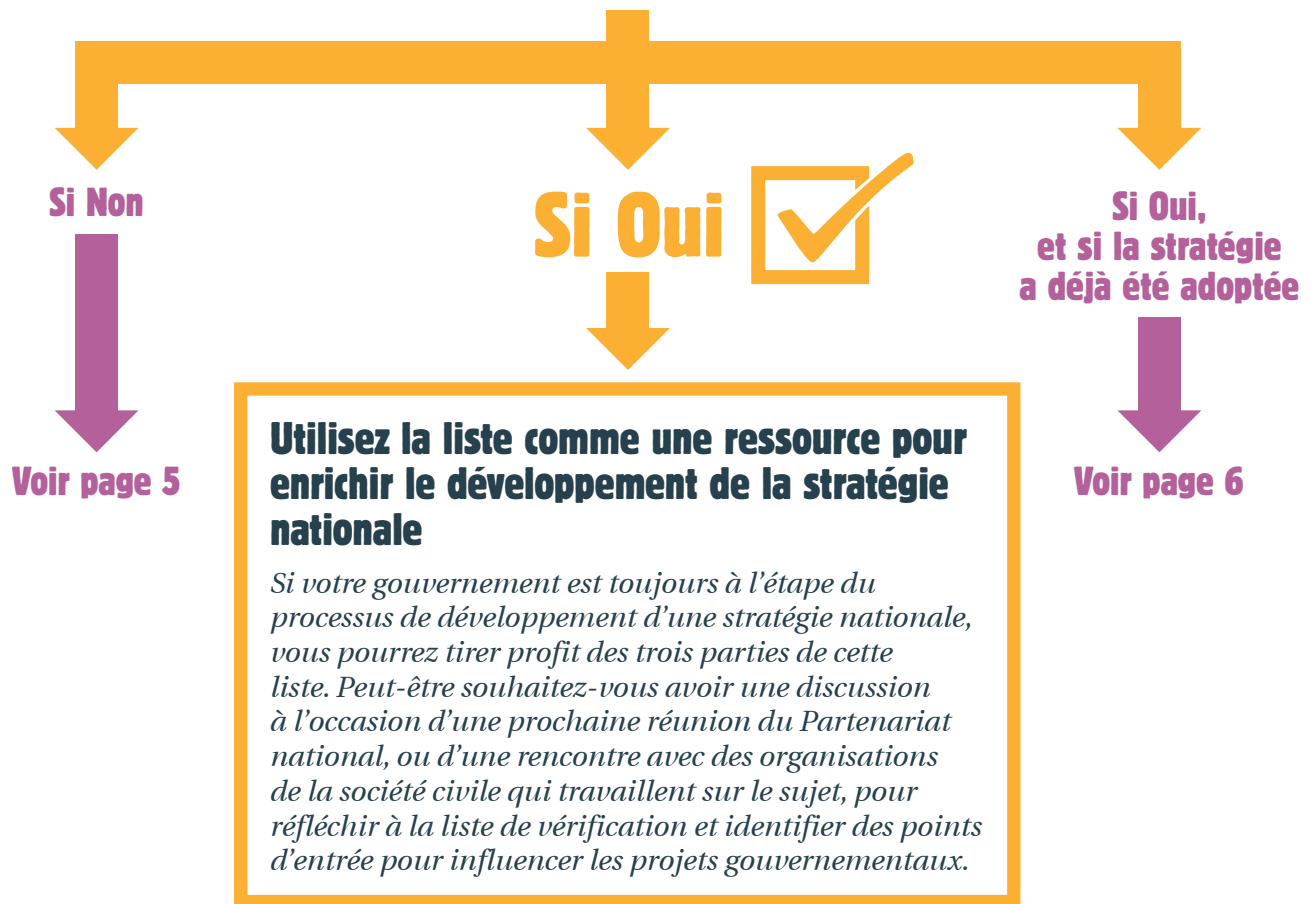 Si Non
Voir page 5
Si Oui
Utilisez la liste comme une ressource pour
enrichir le développement de la stratégie
nationale
Si votre gouvernement est toujours à l’étape du
processus de développement d’une stratégie nationale,
vous pourrez tirer profit des trois parties de cette
liste. Peut-être souhaitez-vous avoir une discussion
à l’occasion d’une prochaine réunion du Partenariat
national, ou d’une rencontre avec des organisations
de la société civile qui travaillent sur le sujet, pour
réfléchir à la liste de vérification et identifier des points
d’entrée pour influencer les projets gouvernementaux.
Si Oui,
et si la stratégie
a déjà été adoptée
Voir page 6